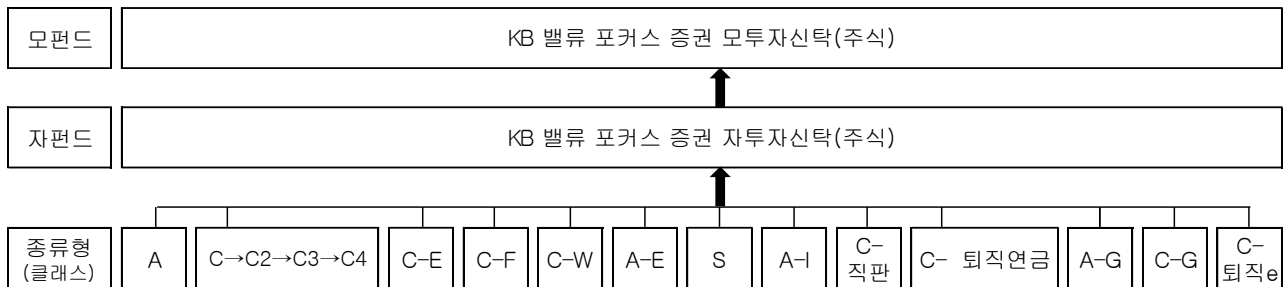 모펀드
KB 밸류 포커스 증권 모투자신탁(주식)
자펀드
KB 밸류 포커스 증권 자투자신탁(주식)
종류형
(클래스)
A
C→C2→C3→C4
C-E
C-F
C-W
A-E
S
A-I
C-
직판
C- 퇴직연금
A-G
C-G
C-
퇴직e